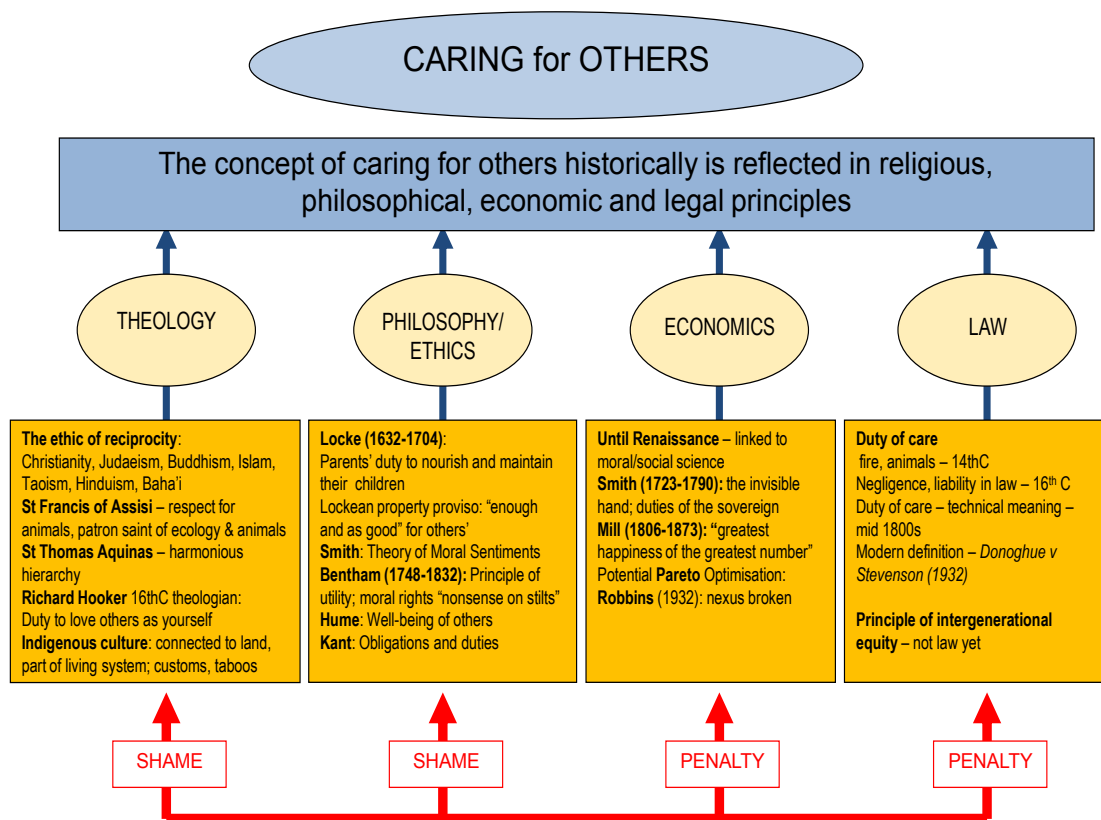 CARING for OTHERS
The concept of caring for others historically is reflected in religious,
philosophical, economic and legal principles
THEOLOGY
PHILOSOPHY/
ETHICS
ECONOMICS
LAW
The ethic of reciprocity:
Christianity, Judaeism, Buddhism, Islam,
Taoism, Hinduism, Baha'i
St Francis of Assisi – respect for
animals, patron saint of ecology & animals
St Thomas Aquinas – harmonious
hierarchy
Richard Hooker 16thC theologian:
Duty to love others as yourself
Indigenous culture: connected to land,
part of living system; customs, taboos
Locke (1632-1704):
Parents' duty to nourish and maintain
their children
Lockean property proviso: "enough
and as good" for others'
Smith: Theory of Moral Sentiments
Bentham (1748-1832): Principle of
utility; moral rights "nonsense on stilts"
Hume: Well-being of others
Kant: Obligations and duties
Until Renaissance – linked to
moral/social science
Smith (1723-1790): the invisible
hand; duties of the sovereign
Mill (1806-1873): "greatest
happiness of the greatest number"
Potential Pareto Optimisation:
Robbins (1932): nexus broken
Duty of care
fire, animals – 14thC
Negligence, liability in law – 16th C
Duty of care – technical meaning –
mid 1800s
Modern definition – Donoghue v
Stevenson (1932)
Principle of intergenerational
equity – not law yet
SHAME
SHAME
PENALTY
PENALTY